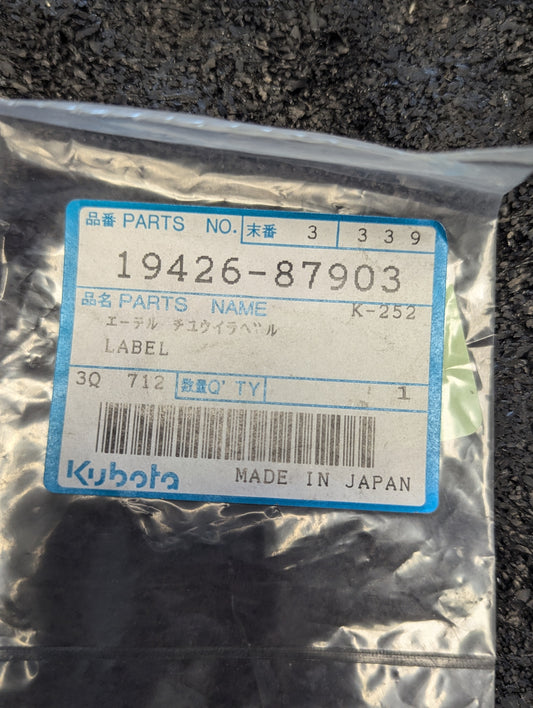 品番 PARTS NO. 末番 3 339
19426-87903
品名 PARTS NAME K-252
エーテル チユウイラベル
LABEL
3Q 712 数量Q'TY 1
Kubota MADE IN JAPAN